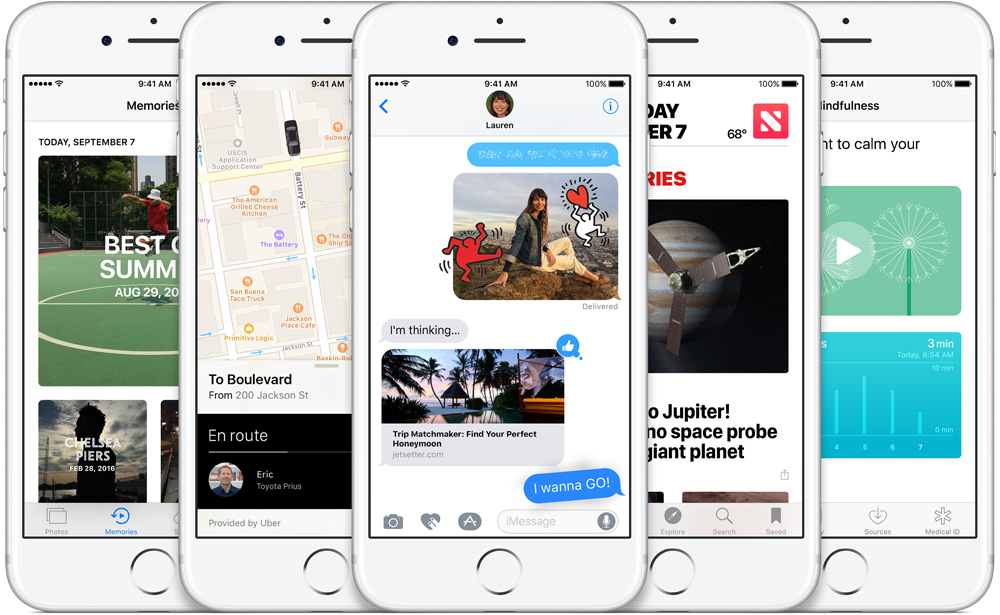 9:41 AM
Memories
TODAY, SEPTEMBER 7
BEST
SUMM
AUG 29, 20
CHELSEA
PIERS
FEB 28, 2016
Photos
Memories
9:41 AM
Subway
USCIS
Application
Support Center
The American
Grilled Cheese
Kitchen
Battery St
The Battery
The Old
Ship Sa
San Buena
Taco Truck
Jackson
Place Cafe
Primitive Logic
Jackson St
Baskin-Ro
To Boulevard
From 200 Jackson St
En route
Eric
Toyota Prius
Provided by Uber
9:41 AM
100%
Lauren
Delivered
I'm thinking...
Trip Matchmaker: Find Your Perfect
Honeymoon
jetsetter.com
I wanna GO!
iMessage
9:41 AM
100%
DAY
ER 7
68°
RIES
o Jupiter!
no space probe
giant planet
Explore
Search
Saved
9:41 AM
100%
indfulness
nt to calm your
S
3 min
Today, 8:54 AM
10 min
0 min
4 5 6 7
y
Sources
Medical ID